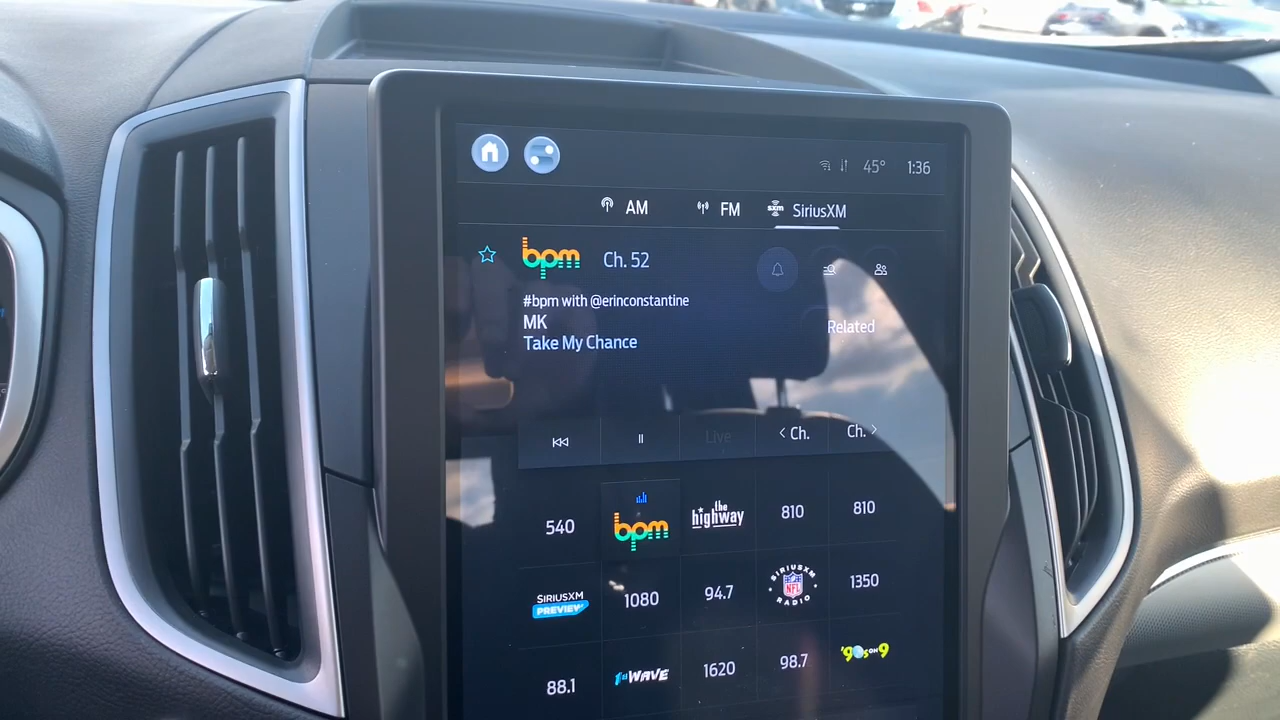 45° 1:36
AM FM sxm SiriusXM
bpm Ch. 52
#bpm with @erinconstantine
MK
Related
Take My Chance
Live < Ch. Ch. >
540 bpm the highway 810 810
SIRIUSXM PREVIEW 1080 94.7 SIRIUSXM NFL RADIO 1350
88.1 1st WAVE 1620 98.7 '90s ON 9